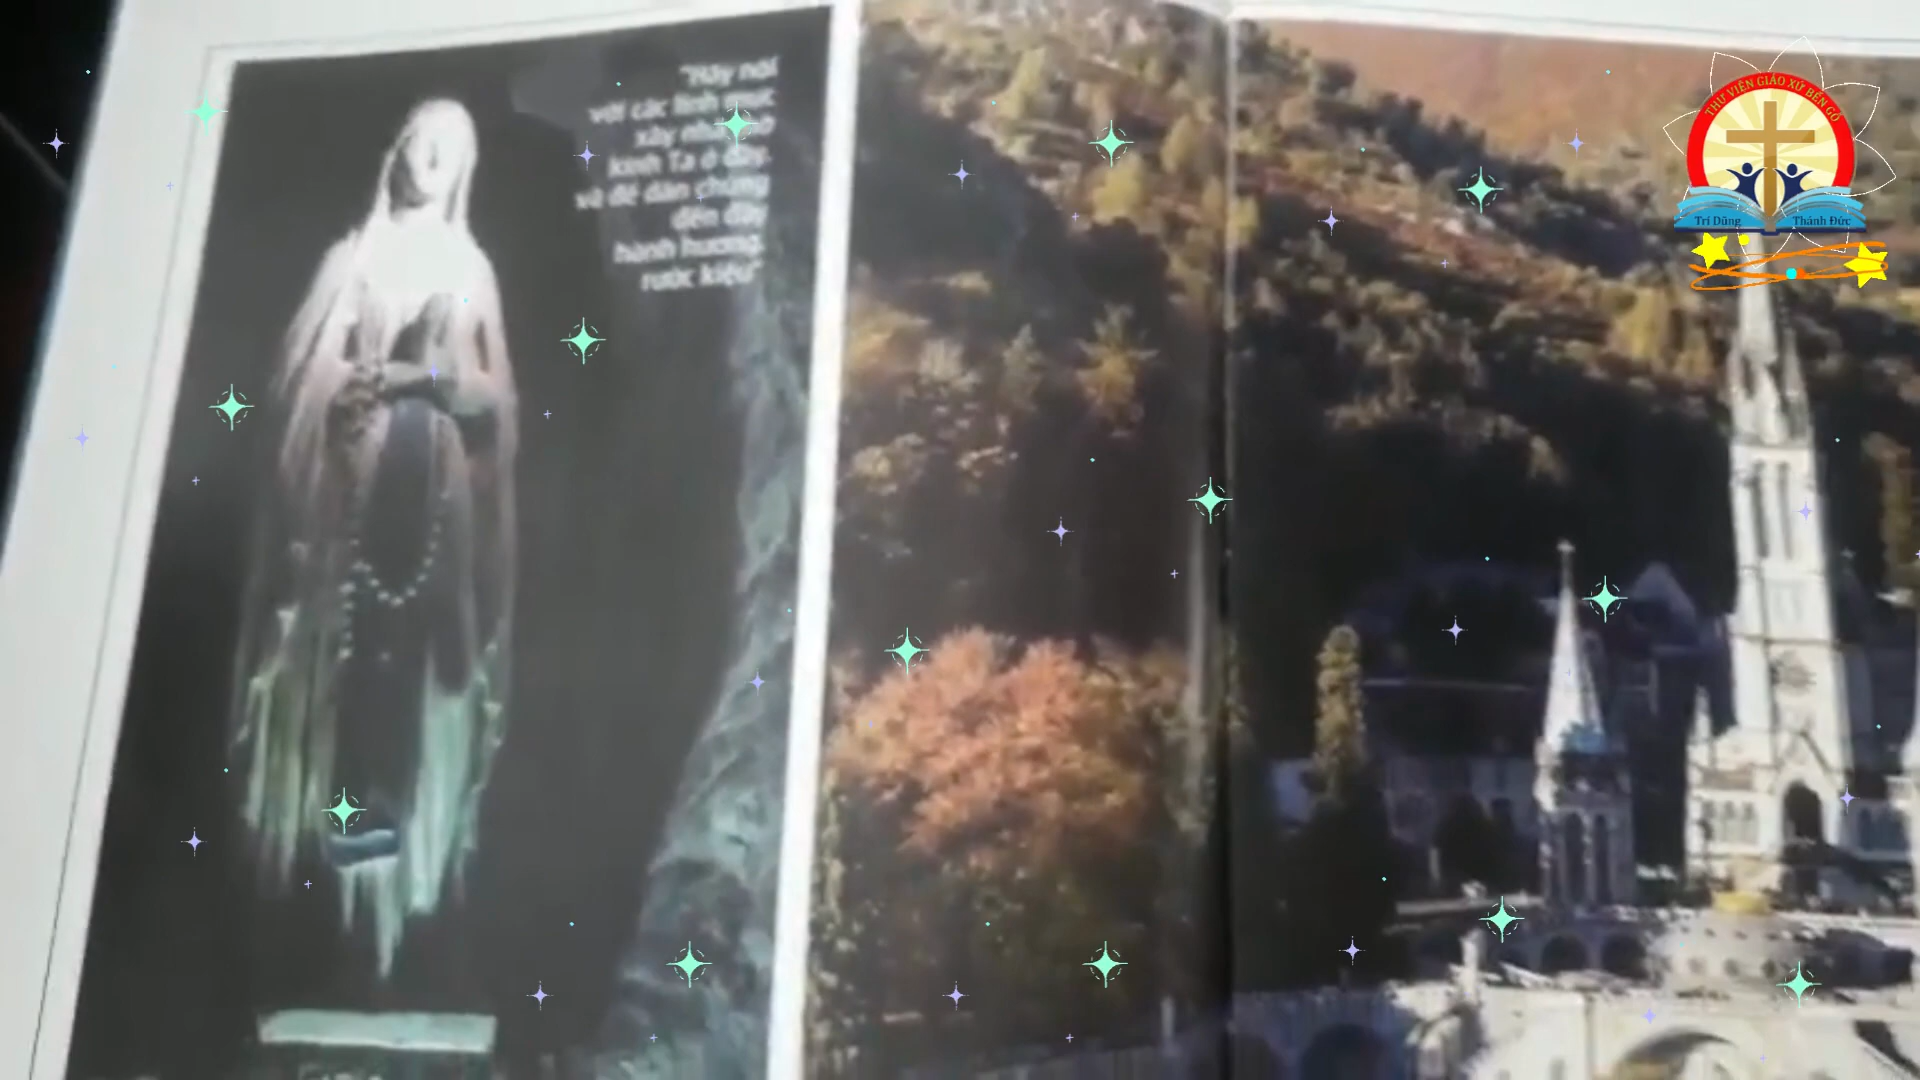 "Hãy nói
với các linh mục
xây nhà thờ
kính Ta ở đây.
và để dân chúng
đến đây
hành hương,
rước kiệu"
THƯ VIỆN GIÁO XỨ BẾN GỖ
Trí Dũng Thánh Đức